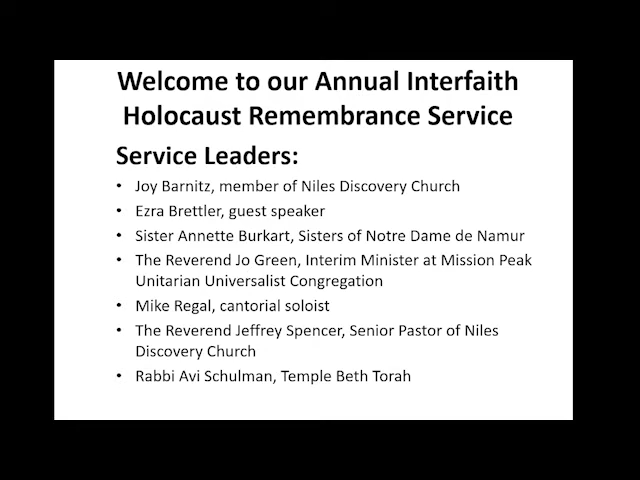 Welcome to our Annual Interfaith
Holocaust Remembrance Service
Service Leaders:
• Joy Barnitz, member of Niles Discovery Church
• Ezra Brettler, guest speaker
• Sister Annette Burkart, Sisters of Notre Dame de Namur
• The Reverend Jo Green, Interim Minister at Mission Peak
Unitarian Universalist Congregation
• Mike Regal, cantorial soloist
• The Reverend Jeffrey Spencer, Senior Pastor of Niles
Discovery Church
• Rabbi Avi Schulman, Temple Beth Torah